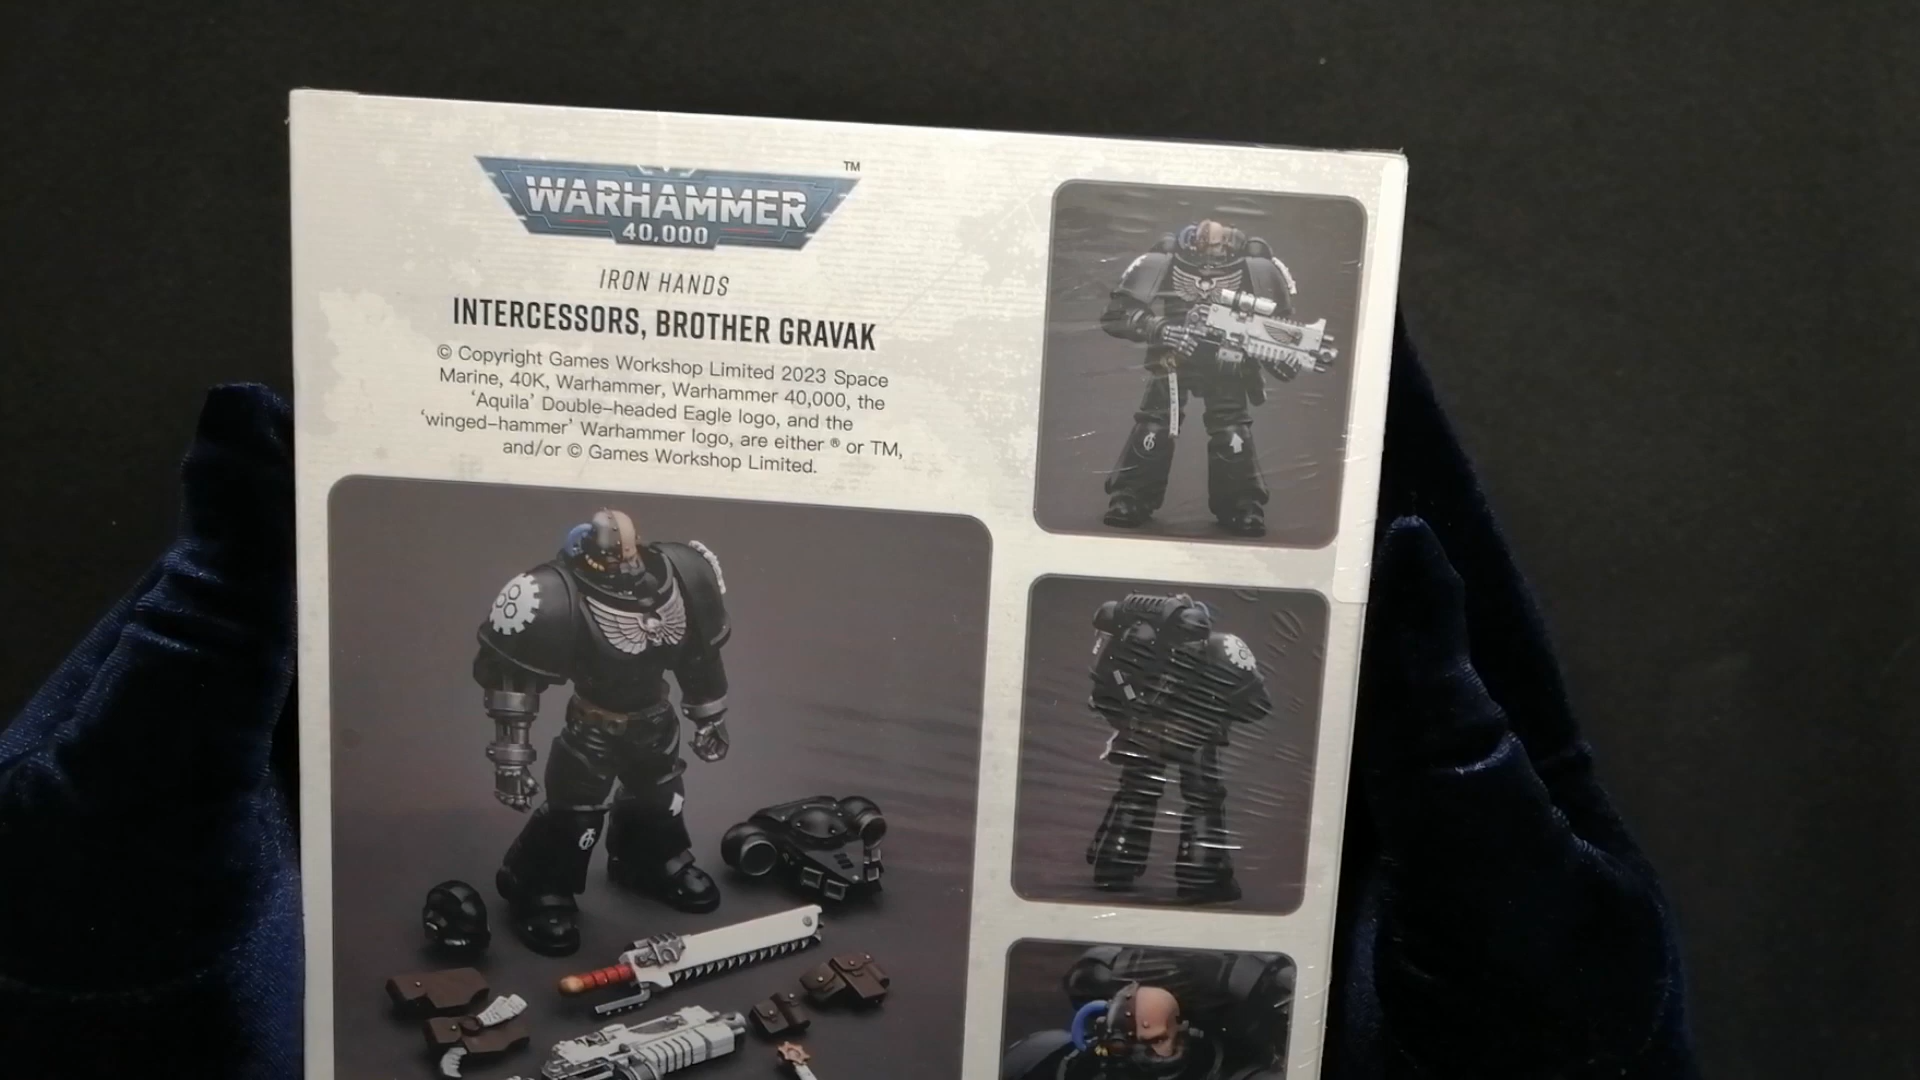 WARHAMMER
40,000
TM
IRON HANDS
INTERCESSORS, BROTHER GRAVAK
© Copyright Games Workshop Limited 2023 Space
Marine, 40K, Warhammer, Warhammer 40,000, the
‘Aquila’ Double–headed Eagle logo, and the
‘winged–hammer’ Warhammer logo, are either ® or TM,
and/or © Games Workshop Limited.